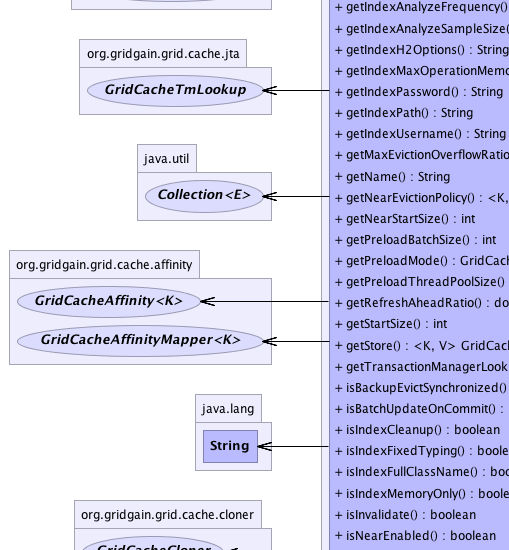 org.gridgain.grid.cache.jta
GridCacheTmLookup
java.util
Collection<E>
org.gridgain.grid.cache.affinity
GridCacheAffinity<K>
GridCacheAffinityMapper<K>
java.lang
String
org.gridgain.grid.cache.cloner
GridCacheCloner
+ getIndexAnalyzeFrequency()
+ getIndexAnalyzeSampleSize(
+ getIndexH2Options() : String
+ getIndexMaxOperationMemo
+ getIndexPassword() : String
+ getIndexPath() : String
+ getIndexUsername() : String
+ getMaxEvictionOverflowRatio
+ getName() : String
+ getNearEvictionPolicy() : <K,
+ getNearStartSize() : int
+ getPreloadBatchSize() : int
+ getPreloadMode() : GridCach
+ getPreloadThreadPoolSize()
+ getRefreshAheadRatio() : do
+ getStartSize() : int
+ getStore() : <K, V> GridCach
+ getTransactionManagerLook
+ isBackupEvictSynchronized()
+ isBatchUpdateOnCommit() :
+ isIndexCleanup() : boolean
+ isIndexFixedTyping() : boole
+ isIndexFullClassName() : boo
+ isIndexMemoryOnly() : boole
+ isInvalidate() : boolean
+ isNearEnabled() : boolean